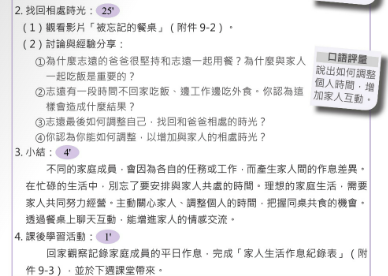 2. 找回相處時光： 25'
（1）觀看影片「被忘記的餐桌」（附件 9-2）。
（2）討論與經驗分享：
①為什麼志遠的爸爸很堅持和志遠一起用餐？為什麼與家人
一起吃飯是重要的？
②志遠有一段時間不回家吃飯、邊工作邊吃外食。你認為這
樣會造成什麼結果？
③志遠最後如何調整自己，找回和爸爸相處的時光？
④你認為你能如何調整，以增加與家人的相處時光？
口語評量
說出如何調整
個人時間，增
加家人互動。
3. 小結： 4'
不同的家庭成員，會因為各自的任務或工作，而產生家人間的作息差異。
在忙碌的生活中，別忘了要安排與家人共處的時間。理想的家庭生活，需要
家人共同努力經營。主動關心家人、調整個人的時間，把握同桌共食的機會。
透過餐桌上聊天互動，能增進家人的情感交流。
4. 課後學習活動： 1'
回家觀察記錄家庭成員的平日作息，完成「家人生活作息紀錄表」（附
件 9-3），並於下週課堂帶來。